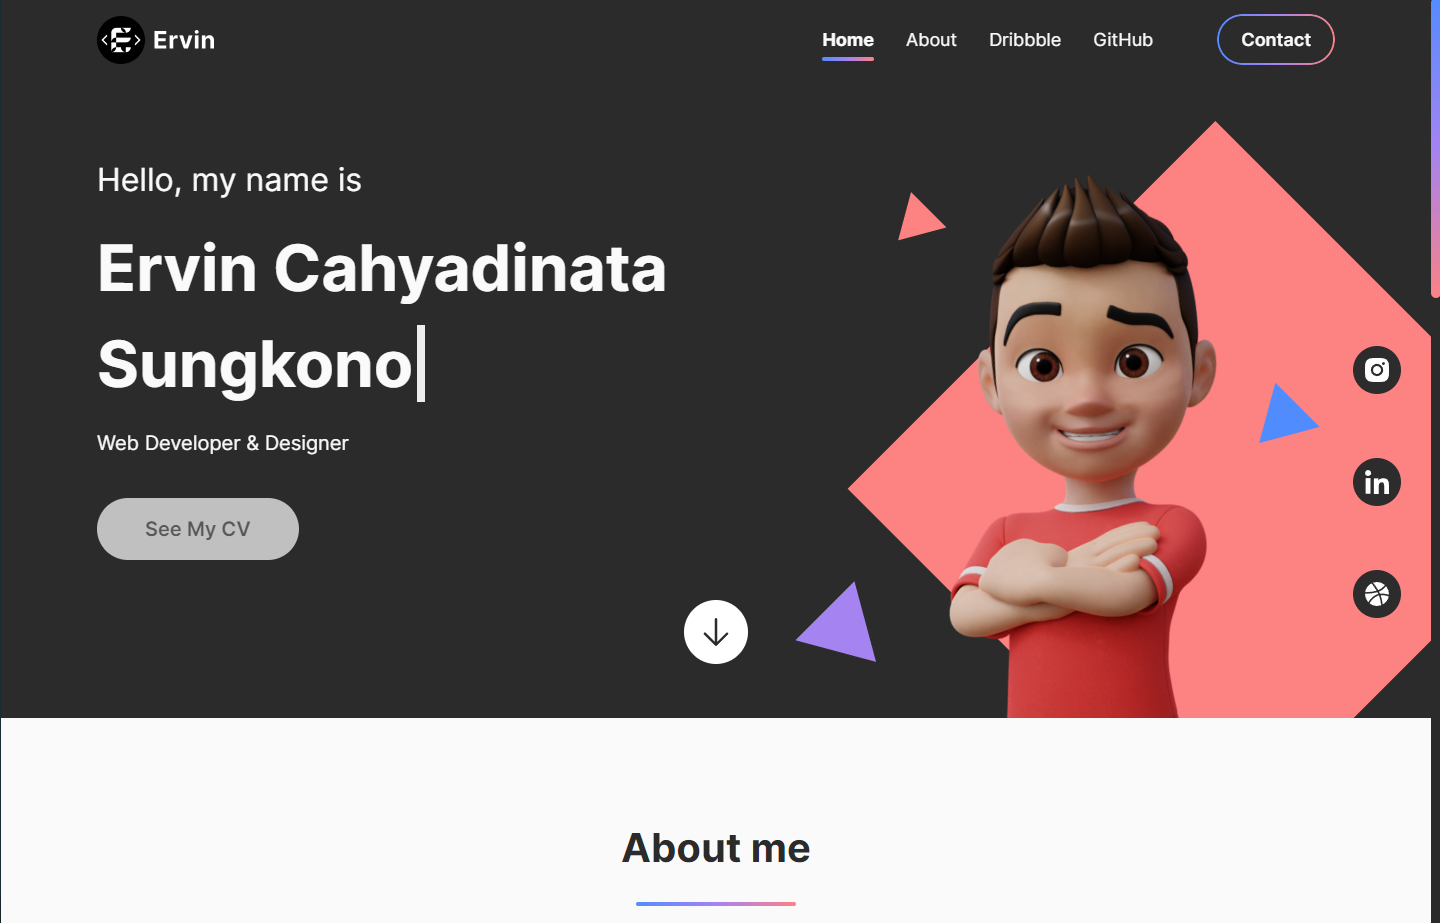 Ervin
Home
About
Dribbble
GitHub
Contact
Hello, my name is
Ervin Cahyadinata
Sungkono
Web Developer & Designer
See My CV
in
About me